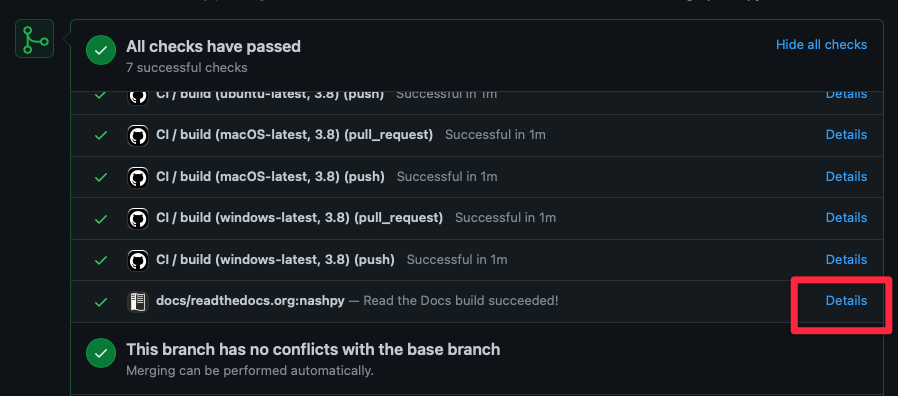 All checks have passed
Hide all checks
7 successful checks
CI / build (ubuntu-latest, 3.8) (push) Successful in 1m Details
CI / build (macOS-latest, 3.8) (pull_request) Successful in 1m Details
CI / build (macOS-latest, 3.8) (push) Successful in 1m Details
CI / build (windows-latest, 3.8) (pull_request) Successful in 1m Details
CI / build (windows-latest, 3.8) (push) Successful in 1m Details
docs/readthedocs.org:nashpy — Read the Docs build succeeded! Details
This branch has no conflicts with the base branch
Merging can be performed automatically.